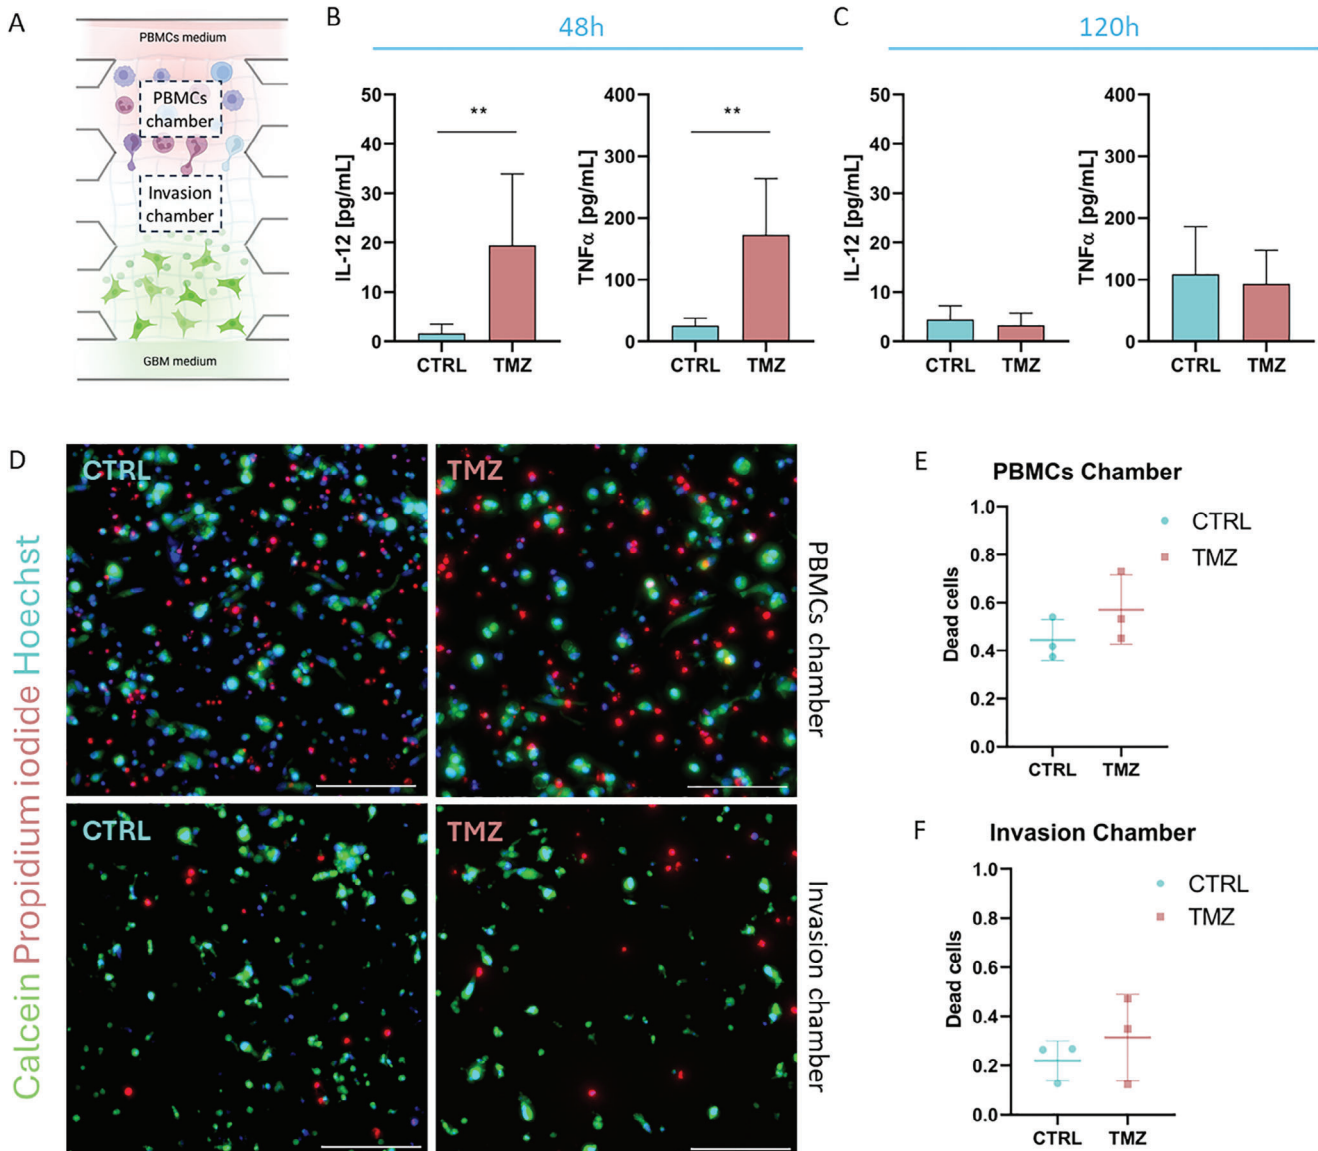 A
PBMCs medium
PBMCs
chamber
Invasion
chamber
GBM medium
B
48h
IL-12 [pg/mL]
50
40
30
20
10
0
**
CTRL
TMZ
TNFα [pg/mL]
400
300
200
100
0
**
CTRL
TMZ
C
120h
IL-12 [pg/mL]
50
40
30
20
10
0
CTRL
TMZ
TNFα [pg/mL]
400
300
200
100
0
CTRL
TMZ
D
Calcein Propidium iodide Hoechst
CTRL
TMZ
PBMCs chamber
CTRL
TMZ
Invasion chamber
E
PBMCs Chamber
Dead cells
1.0
0.8
0.6
0.4
0.2
0.0
CTRL
TMZ
CTRL
TMZ
F
Invasion Chamber
Dead cells
1.0
0.8
0.6
0.4
0.2
0.0
CTRL
TMZ
CTRL
TMZ